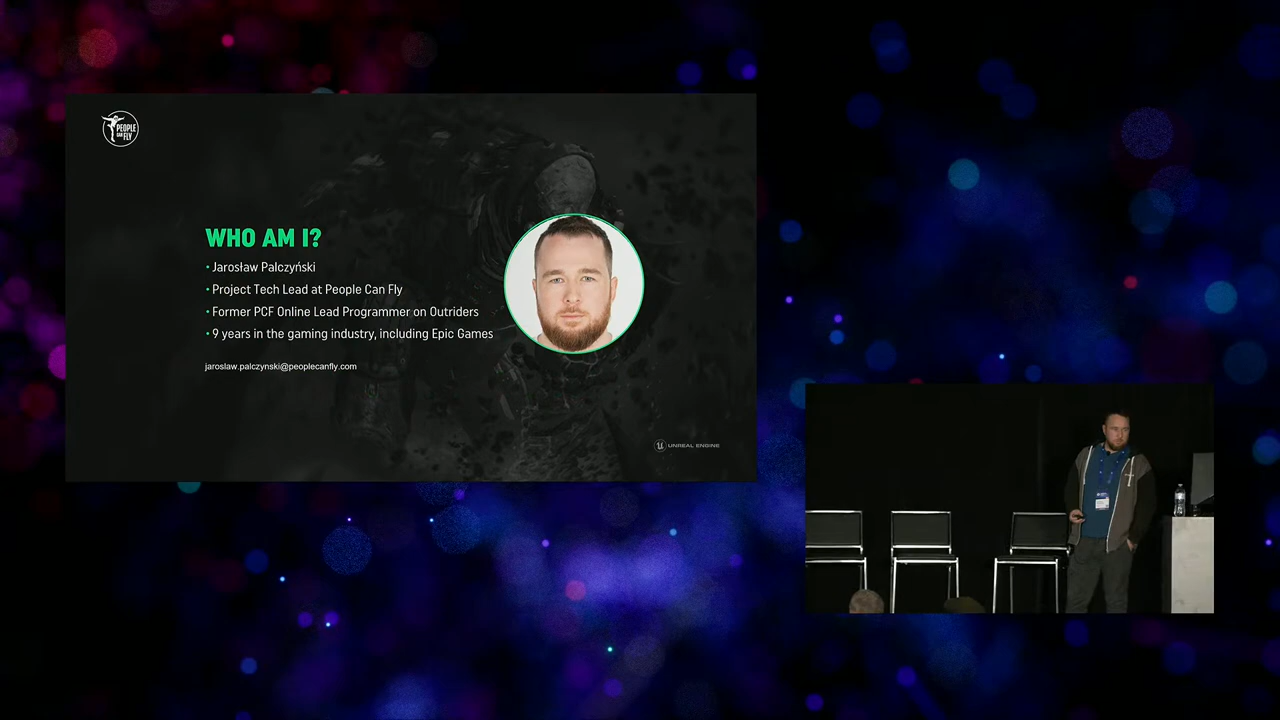 PEOPLE
CAN
FLY
WHO AM I?
• Jarosław Palczyński
• Project Tech Lead at People Can Fly
• Former PCF Online Lead Programmer on Outriders
• 9 years in the gaming industry, including Epic Games
jaroslaw.palczynski@peoplecanfly.com
UNREAL ENGINE